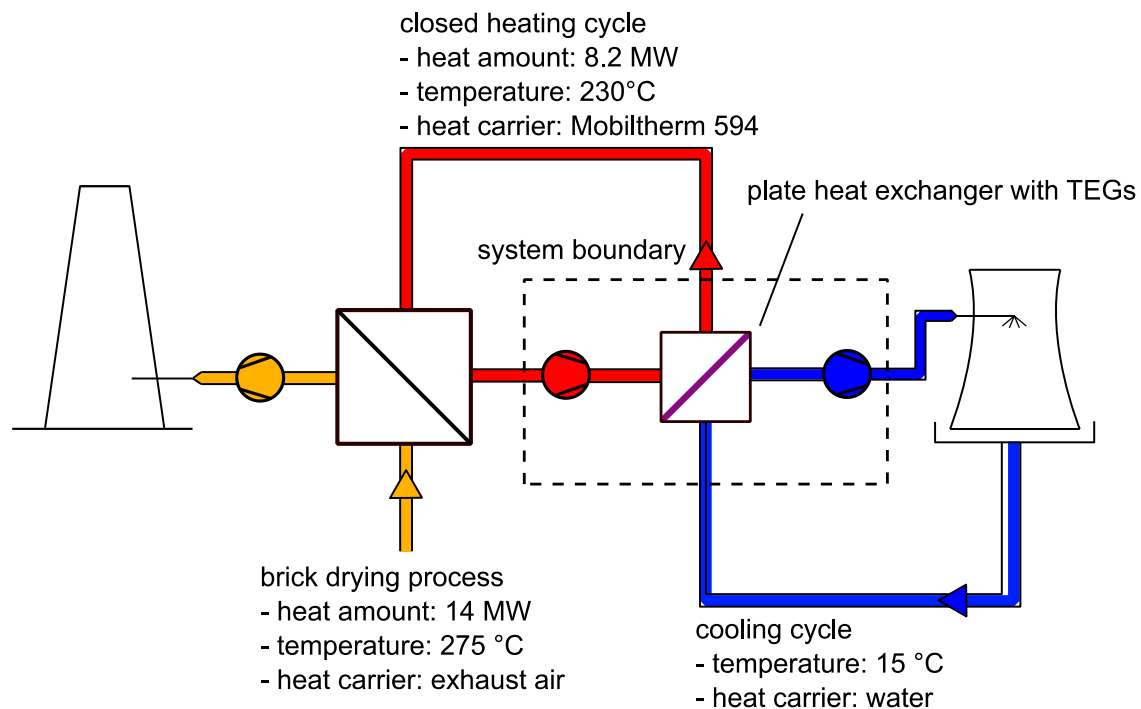 closed heating cycle
- heat amount: 8.2 MW
- temperature: 230°C
- heat carrier: Mobiltherm 594
plate heat exchanger with TEGs
system boundary
brick drying process
- heat amount: 14 MW
- temperature: 275 °C
- heat carrier: exhaust air
cooling cycle
- temperature: 15 °C
- heat carrier: water